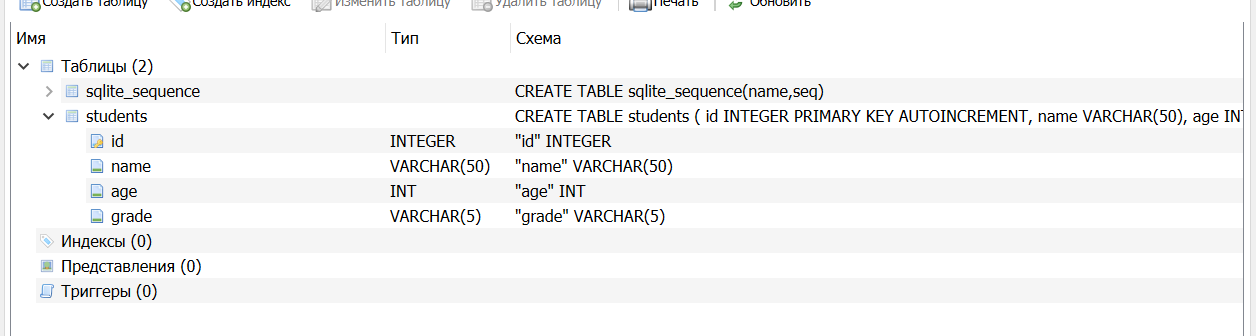 Создать таблицу Создать индекс Изменить таблицу Удалить таблицу Печать Обновить
Имя Тип Схема
Таблицы (2)
sqlite_sequence CREATE TABLE sqlite_sequence(name,seq)
students CREATE TABLE students ( id INTEGER PRIMARY KEY AUTOINCREMENT, name VARCHAR(50), age INT
id INTEGER "id" INTEGER
name VARCHAR(50) "name" VARCHAR(50)
age INT "age" INT
grade VARCHAR(5) "grade" VARCHAR(5)
Индексы (0)
Представления (0)
Триггеры (0)